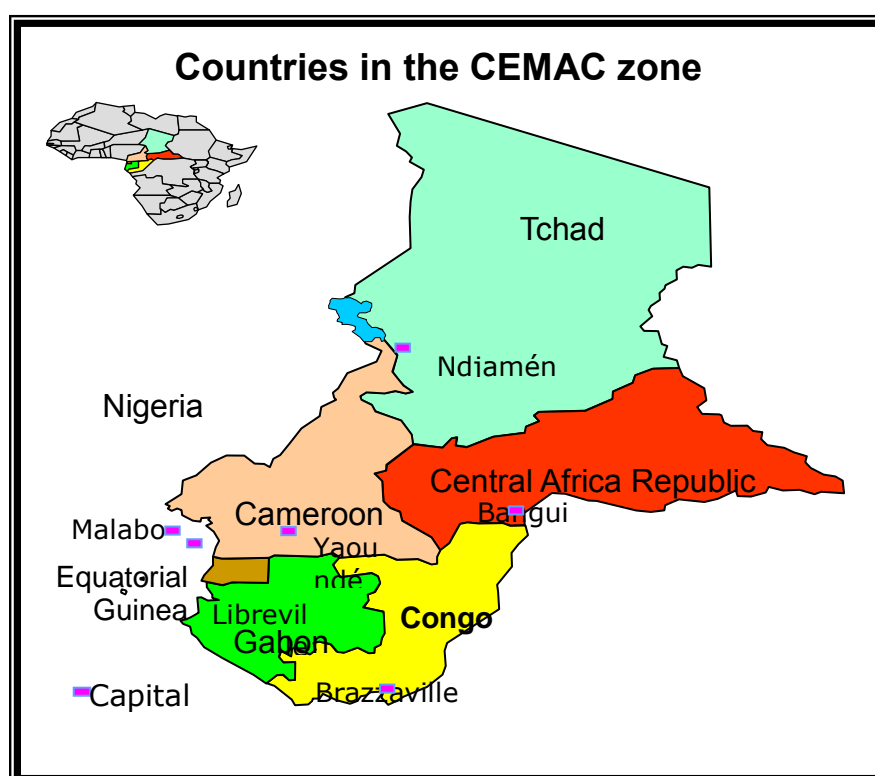 Countries in the CEMAC zone
Tchad
Ndjamén
Nigeria
Central Africa Republic
Bangui
Cameroon
Malabo
Yaou
ndé
Equatorial
Guinea
Librevil
Gabon
Congo
Capital
Brazzaville